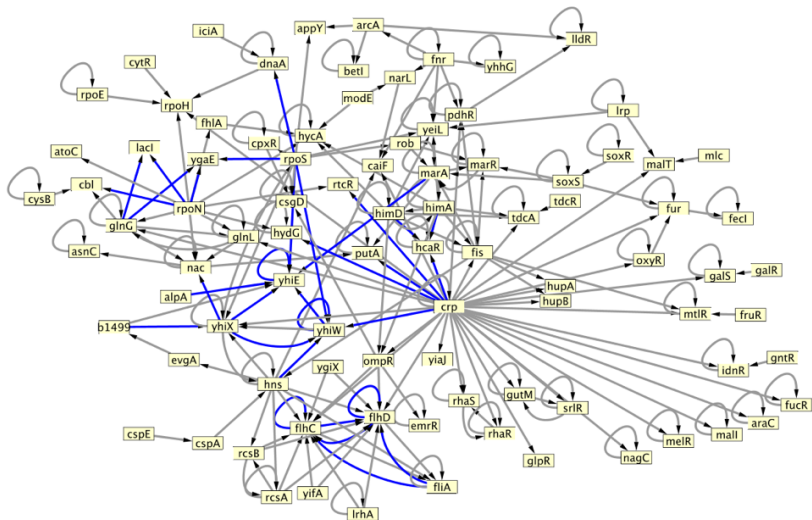 iciA
appY
arcA
lldR
cytR
dnaA
betI
fnr
yhhG
rpoE
rpoH
modE
narL
pdhR
lrp
fhlA
hycA
yeiL
cpxR
rob
atoC
lacI
ygaE
rpoS
caiF
marA
marR
soxR
malT
mlc
cysB
cbl
rpoN
csgD
rtcR
soxS
himD
himA
tdcR
tdcA
fur
fecI
glnG
glnL
hydG
asnC
nac
putA
hcaR
fis
oxyR
yhiE
hupA
galS
galR
alpA
hupB
crp
mtlR
fruR
b1499
yhiX
yhiW
evgA
ompR
yiaJ
hns
ygiX
idnR
gntR
rhaS
gutM
srlR
fucR
flhC
flhD
emrR
araC
cspE
cspA
rhaR
malI
rcsB
glpR
nagC
melR
rcsA
yifA
fliA
lrhA